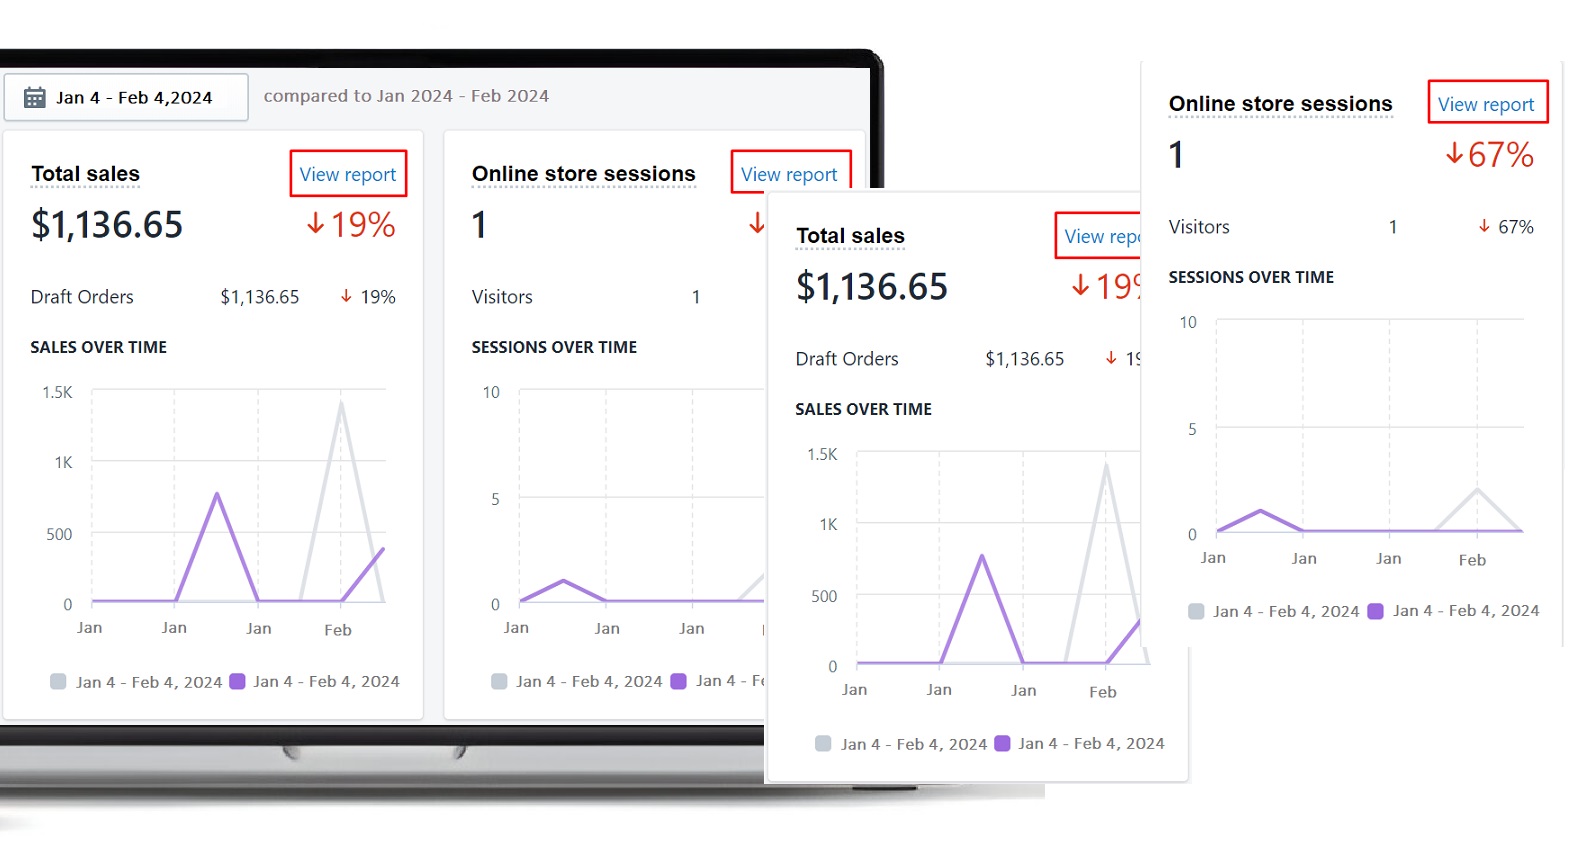 Jan 4 - Feb 4,2024
compared to Jan 2024 - Feb 2024
Total sales
View report
$1,136.65
↓19%
Draft Orders $1,136.65 ↓ 19%
SALES OVER TIME
1.5K
1K
500
0
Jan Jan Jan Feb
Jan 4 - Feb 4, 2024 Jan 4 - Feb 4, 2024
Online store sessions
View report
1
↓
Visitors 1
SESSIONS OVER TIME
10
5
0
Jan Jan Jan
Jan 4 - Feb 4, 2024 Jan 4 - Fe
Total sales
View repo
$1,136.65
↓19%
Draft Orders $1,136.65 ↓ 19
SALES OVER TIME
1.5K
1K
500
0
Jan Jan Jan Feb
Jan 4 - Feb 4, 2024 Jan 4 - Feb 4, 2024
Online store sessions
View report
1
↓67%
Visitors 1 ↓ 67%
SESSIONS OVER TIME
10
5
0
Jan Jan Jan Feb
Jan 4 - Feb 4, 2024 Jan 4 - Feb 4, 2024